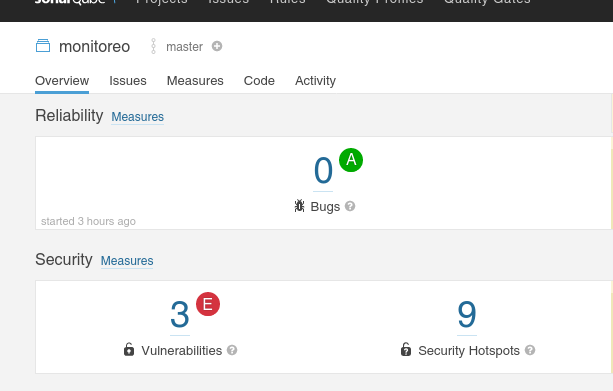 sonarQube Projects Issues Rules Quality Profiles Quality Gates
monitoreo master
Overview Issues Measures Code Activity
Reliability Measures
0 A
Bugs ?
started 3 hours ago
Security Measures
3 E 9
Vulnerabilities ? Security Hotspots ?